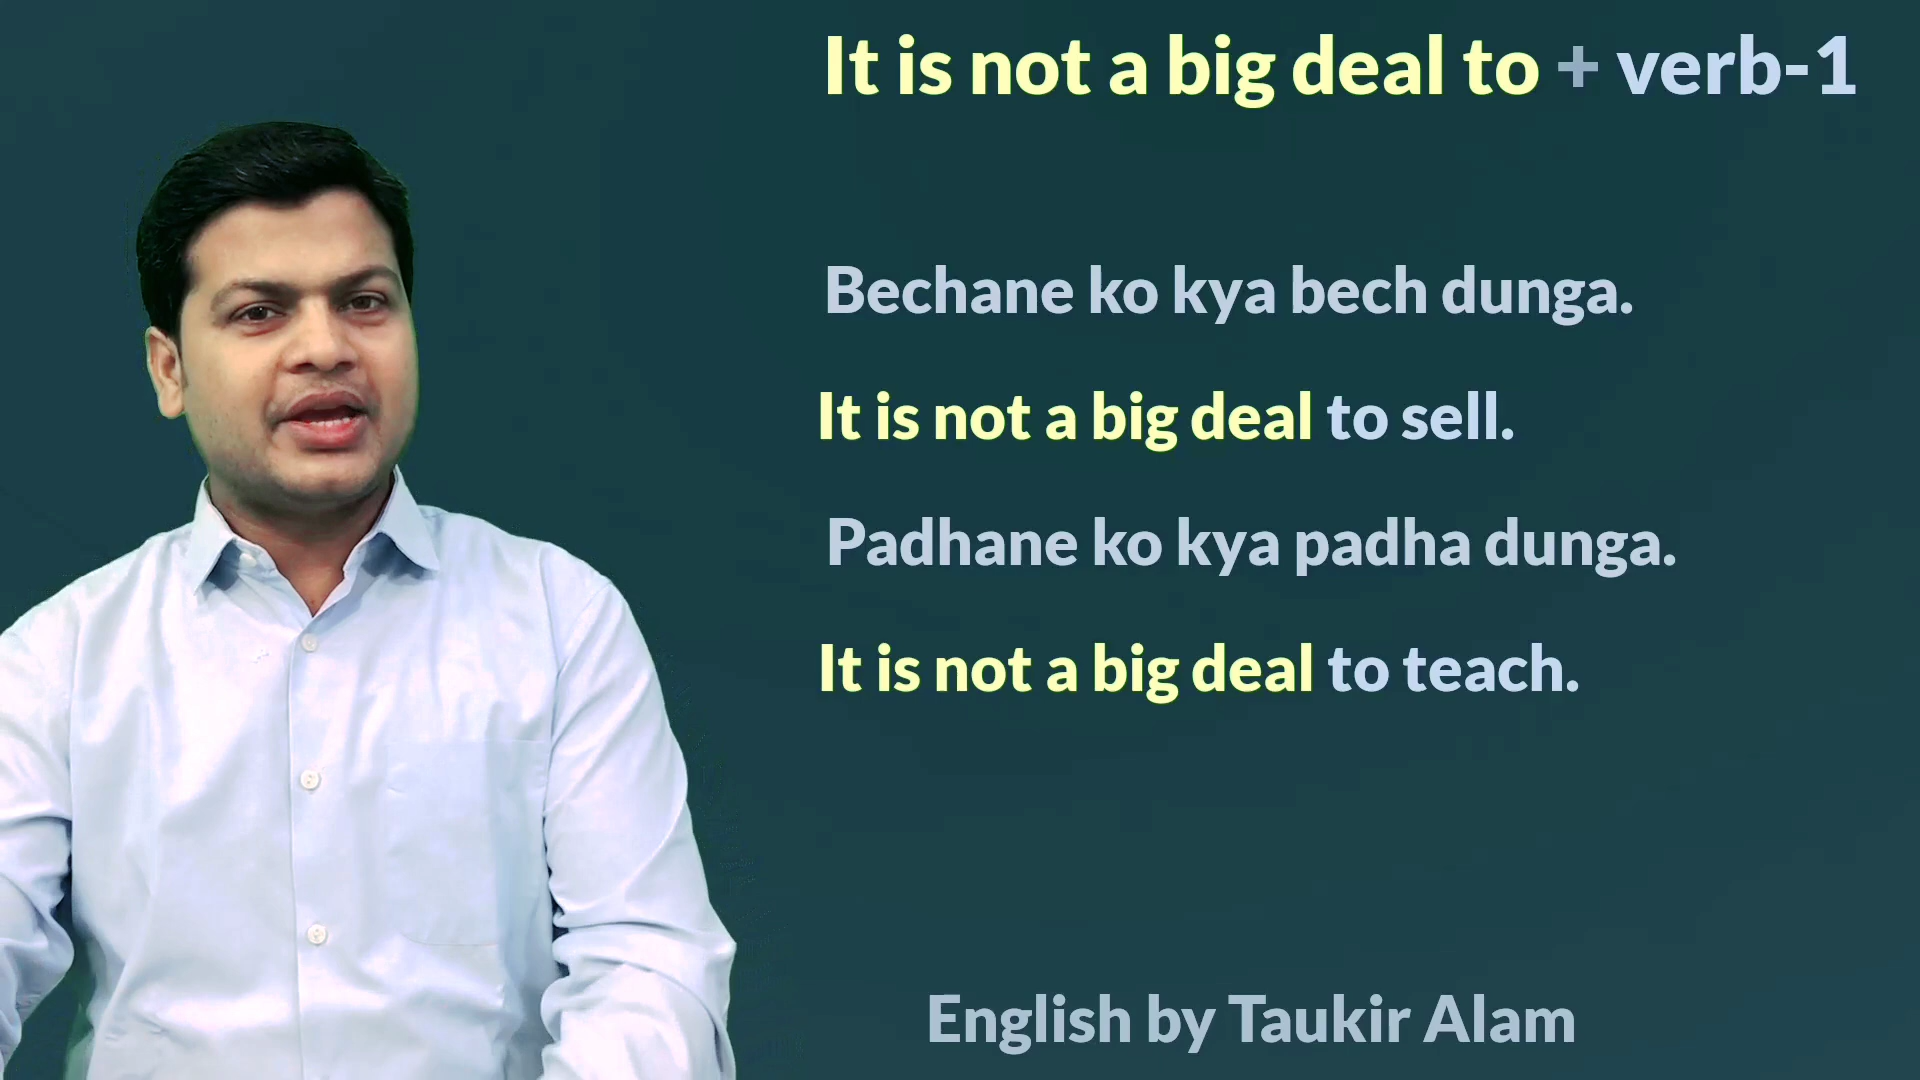 It is not a big deal to + verb-1
Bechane ko kya bech dunga.
It is not a big deal to sell.
Padhane ko kya padha dunga.
It is not a big deal to teach.
English by Taukir Alam